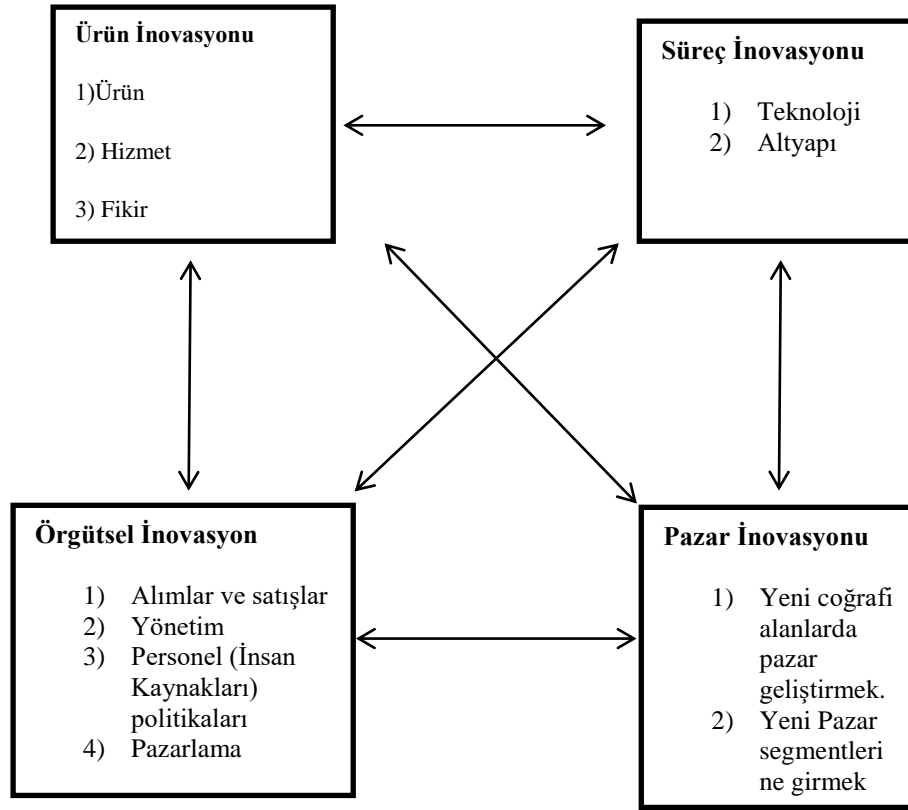 Ürün İnovasyonu
1)Ürün
2) Hizmet
3) Fikir
Süreç İnovasyonu
1) Teknoloji
2) Altyapı
Örgütsel İnovasyon
1) Alımlar ve satışlar
2) Yönetim
3) Personel (İnsan
Kaynakları)
politikaları
4) Pazarlama
Pazar İnovasyonu
1) Yeni coğrafi
alanlarda
pazar
geliştirmek.
2) Yeni Pazar
segmentleri
ne girmek